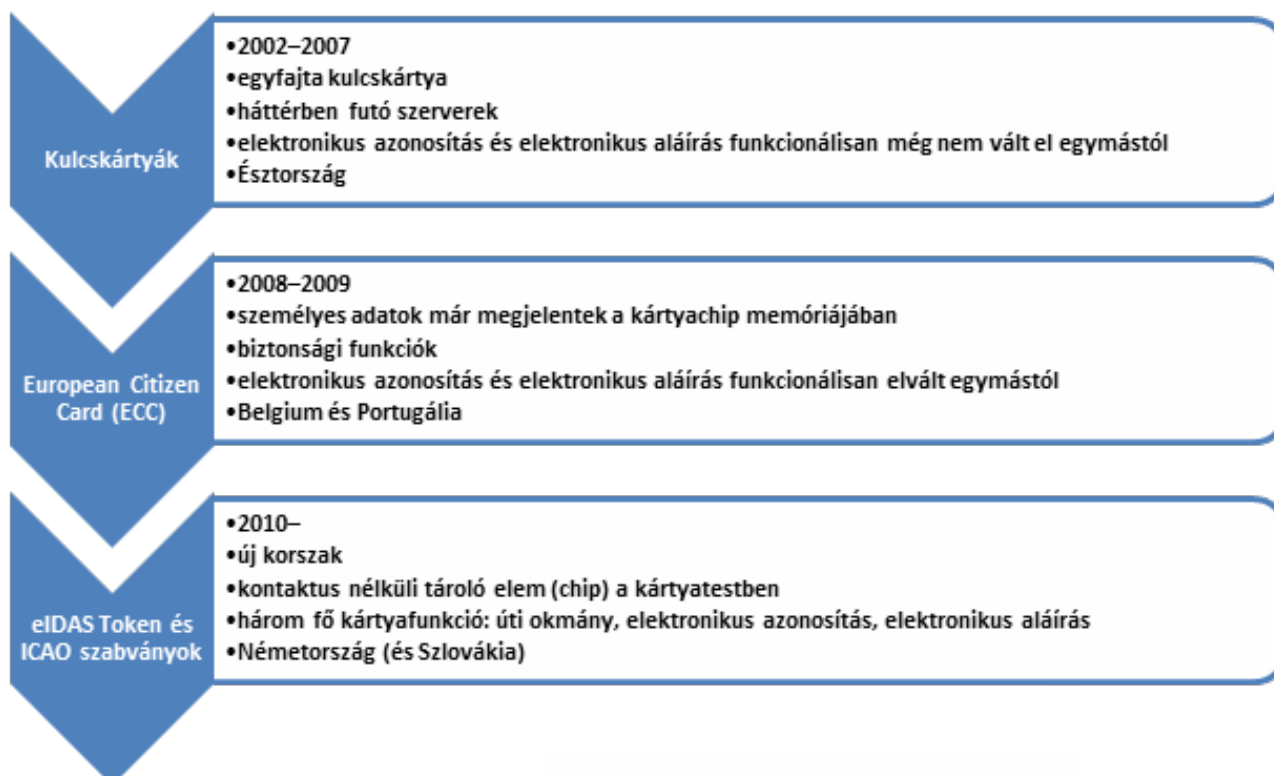 Kulcskártyák
•2002–2007
•egyfajta kulcskártya
•háttérben futó szerverek
•elektronikus azonosítás és elektronikus aláírás funkcionálisan még nem vált el egymástól
•Észtország
European Citizen
Card (ECC)
•2008–2009
•személyes adatok már megjelentek a kártyachip memóriájában
•biztonsági funkciók
•elektronikus azonosítás és elektronikus aláírás funkcionálisan elvált egymástól
•Belgium és Portugália
eIDAS Token és
ICAO szabványok
•2010–
•új korszak
•kontaktus nélküli tároló elem (chip) a kártyatestben
•három fő kártyafunkció: úti okmány, elektronikus azonosítás, elektronikus aláírás
•Németország (és Szlovákia)